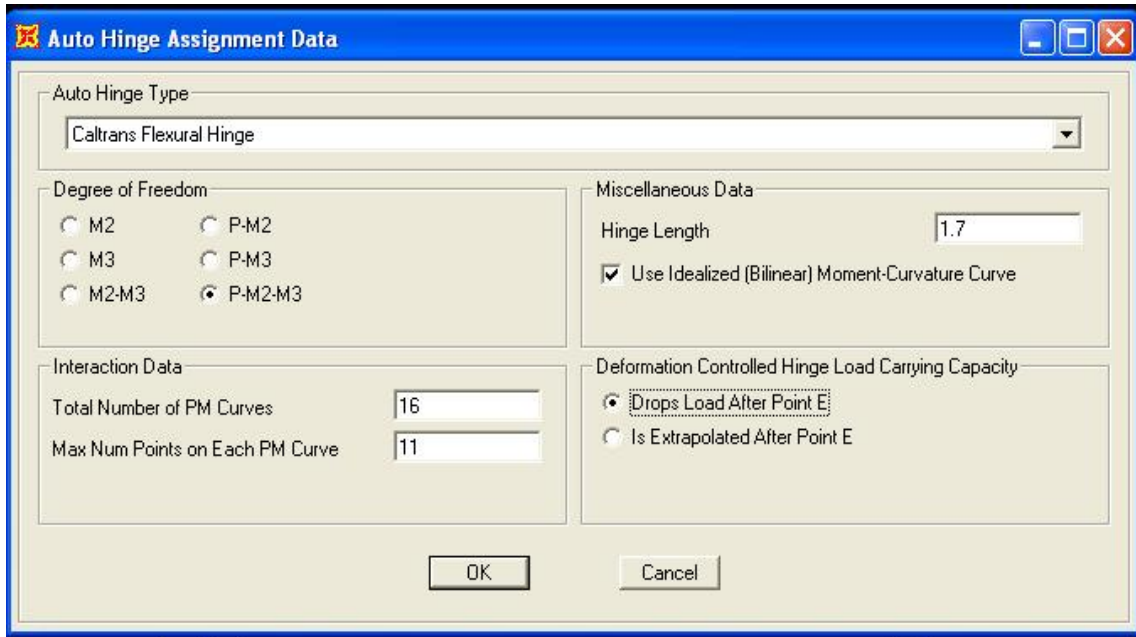 Auto Hinge Assignment Data
Auto Hinge Type
Caltrans Flexural Hinge
Degree of Freedom
M2 P-M2
M3 P-M3
M2-M3 P-M2-M3
Miscellaneous Data
Hinge Length 1.7
Use Idealized (Bilinear) Moment-Curvature Curve
Interaction Data
Total Number of PM Curves 16
Max Num Points on Each PM Curve 11
Deformation Controlled Hinge Load Carrying Capacity
Drops Load After Point E
Is Extrapolated After Point E
OK Cancel